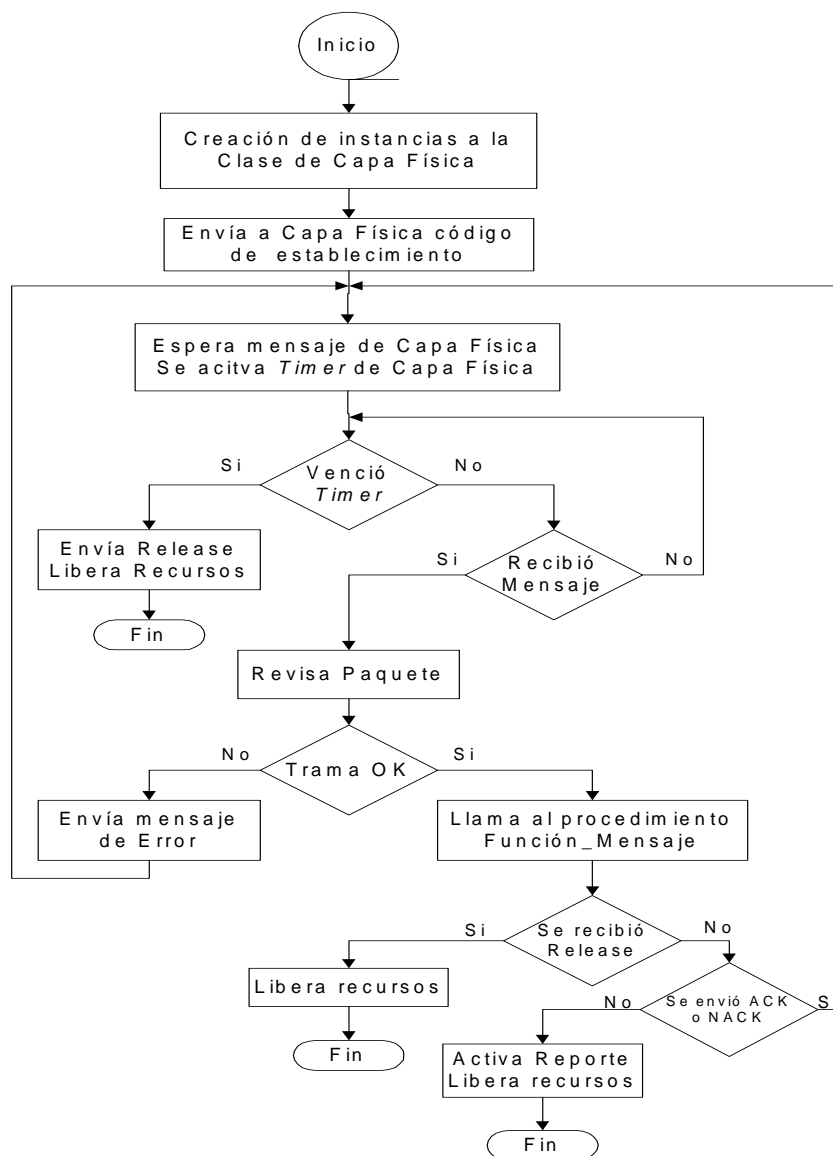 Inicio
Creación de instancias a la
Clase de Capa Física
Envía a Capa Física código
de establecimiento
Espera mensaje de Capa Física
Se acitva Timer de Capa Física
Si
Venció
Timer
No
Envía Release
Libera Recursos
Si
Recibió
Mensaje
No
Fin
Revisa Paquete
No
Trama OK
Si
Envía mensaje
de Error
Llama al procedimiento
Función_Mensaje
Si
Se recibió
Release
No
Libera recursos
No
Se envió ACK
o NACK
S
Fin
Activa Reporte
Libera recursos
Fin